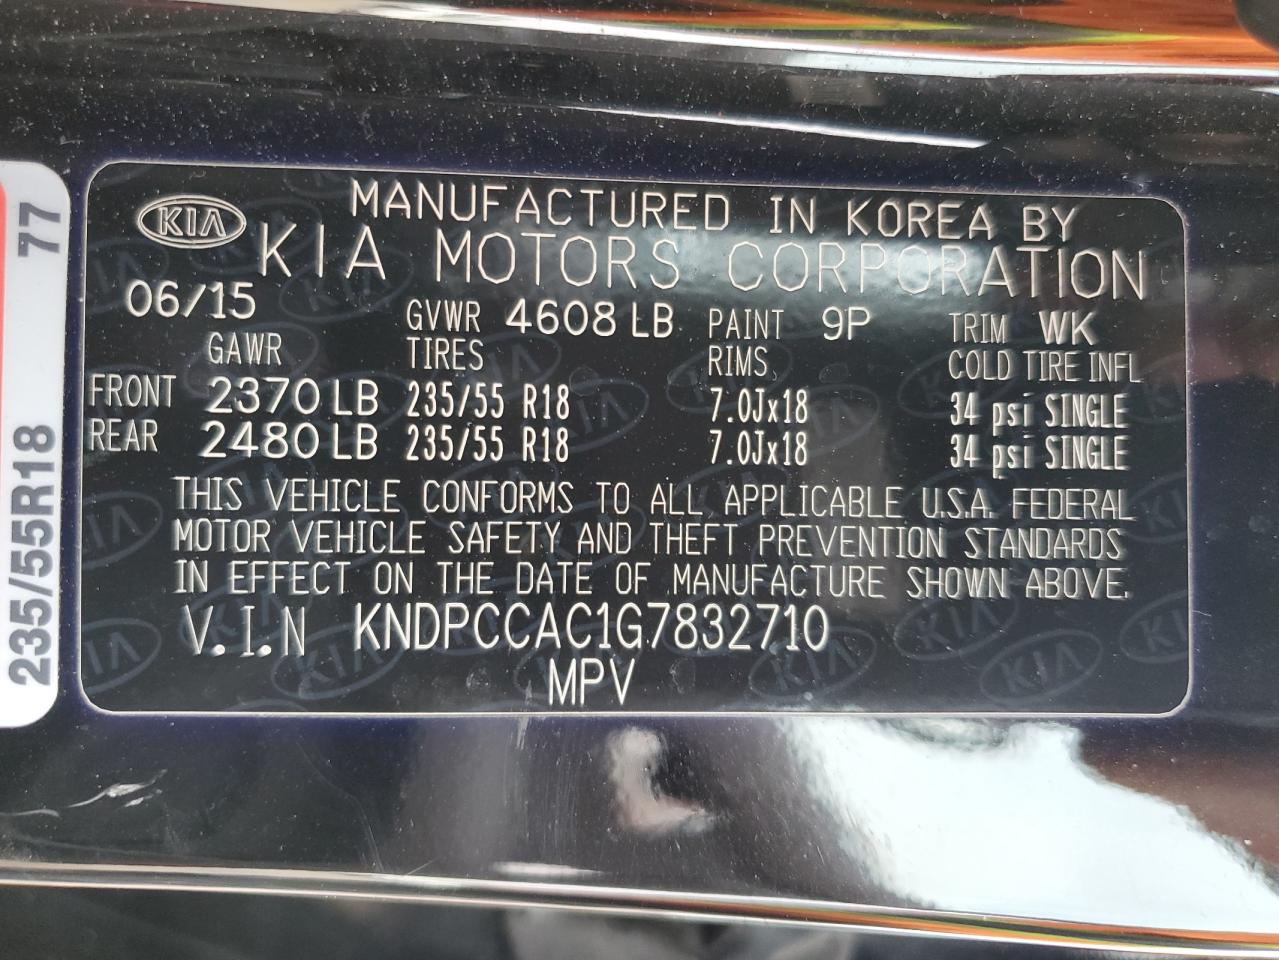 KIA
MANUFACTURED IN KOREA BY
KIA MOTORS CORPORATION
06/15 GVWR 4608 LB PAINT 9P TRIM WK
GAWR TIRES RIMS COLD TIRE INFL
FRONT 2370 LB 235/55 R18 7.0Jx18 34 psi SINGLE
REAR 2480 LB 235/55 R18 7.0Jx18 34 psi SINGLE
THIS VEHICLE CONFORMS TO ALL APPLICABLE U.S.A. FEDERAL
MOTOR VEHICLE SAFETY AND THEFT PREVENTION STANDARDS
IN EFFECT ON THE DATE OF MANUFACTURE SHOWN ABOVE.
V.I.N KNDPCCAC1G7832710
MPV
235/55R18 77